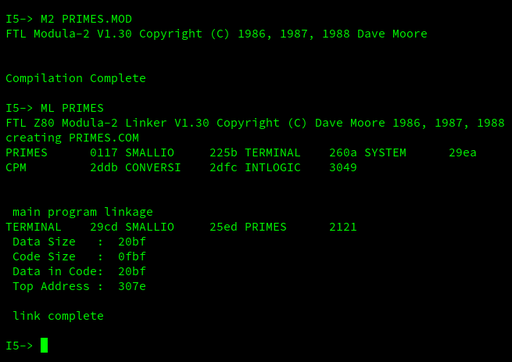 I5-> M2 PRIMES.MOD
FTL Modula-2 V1.30 Copyright (C) 1986, 1987, 1988 Dave Moore
Compilation Complete
I5-> ML PRIMES
FTL Z80 Modula-2 Linker V1.30 Copyright (C) Dave Moore 1986, 1987, 1988
creating PRIMES.COM
PRIMES 0117 SMALLIO 225b TERMINAL 260a SYSTEM 29ea
CPM 2ddb CONVERSI 2dfc INTLOGIC 3049
main program linkage
TERMINAL 29cd SMALLIO 25ed PRIMES 2121
Data Size : 20bf
Code Size : 0fbf
Data in Code: 20bf
Top Address : 307e
link complete
I5->